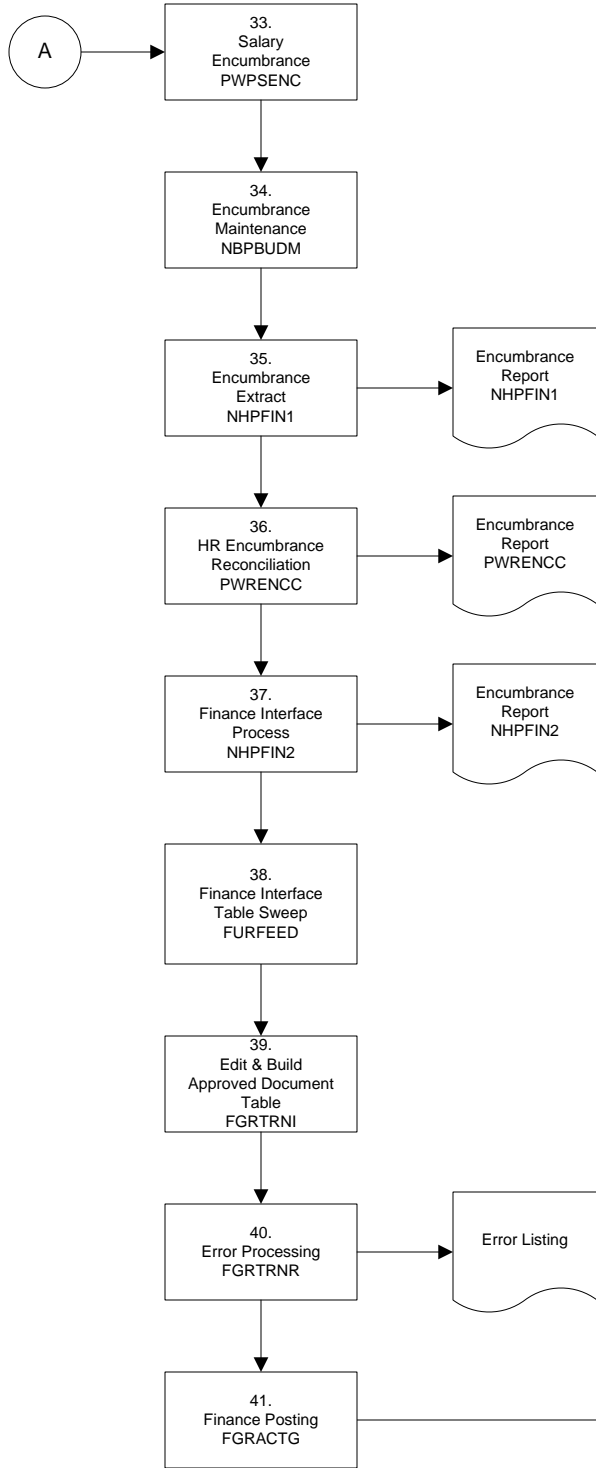 A
33.
Salary
Encumbrance
PWPSENC
34.
Encumbrance
Maintenance
NBPBUDM
35.
Encumbrance
Extract
NHPFIN1
Encumbrance
Report
NHPFIN1
36.
HR Encumbrance
Reconciliation
PWRENCC
Encumbrance
Report
PWRENCC
37.
Finance Interface
Process
NHPFIN2
Encumbrance
Report
NHPFIN2
38.
Finance Interface
Table Sweep
FURFEED
39.
Edit & Build
Approved Document
Table
FGRTRNI
40.
Error Processing
FGRTRNR
Error Listing
41.
Finance Posting
FGRACTG